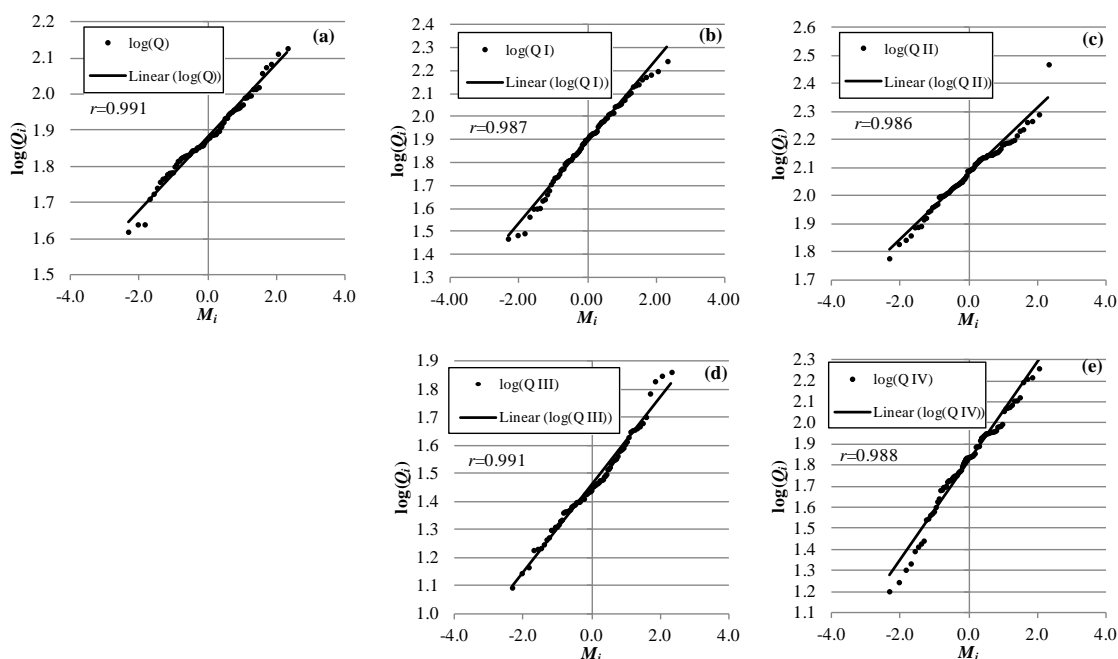 (a)
log(Q)
Linear (log(Q))
r=0.991
2.2
2.1
2.0
1.9
1.8
1.7
1.6
1.5
log(Qi)
-4.0 -2.0 0.0 2.0 4.0
Mi
(b)
log(Q I)
Linear (log(Q I))
r=0.987
2.4
2.3
2.2
2.1
2.0
1.9
1.8
1.7
1.6
1.5
1.4
1.3
log(Qi)
-4.00 -2.00 0.00 2.00 4.00
Mi
(c)
log(Q II)
Linear (log(Q II))
r=0.986
2.6
2.5
2.4
2.3
2.2
2.1
2.0
1.9
1.8
1.7
log(Qi)
-4.0 -2.0 0.0 2.0 4.0
Mi
(d)
log(Q III)
Linear (log(Q III))
r=0.991
1.9
1.8
1.7
1.6
1.5
1.4
1.3
1.2
1.1
1.0
log(Qi)
-4.0 -2.0 0.0 2.0 4.0
Mi
(e)
log(Q IV)
Linear (log(Q IV))
r=0.988
2.3
2.2
2.1
2.0
1.9
1.8
1.7
1.6
1.5
1.4
1.3
1.2
1.1
log(Qi)
-4.0 -2.0 0.0 2.0 4.0
Mi